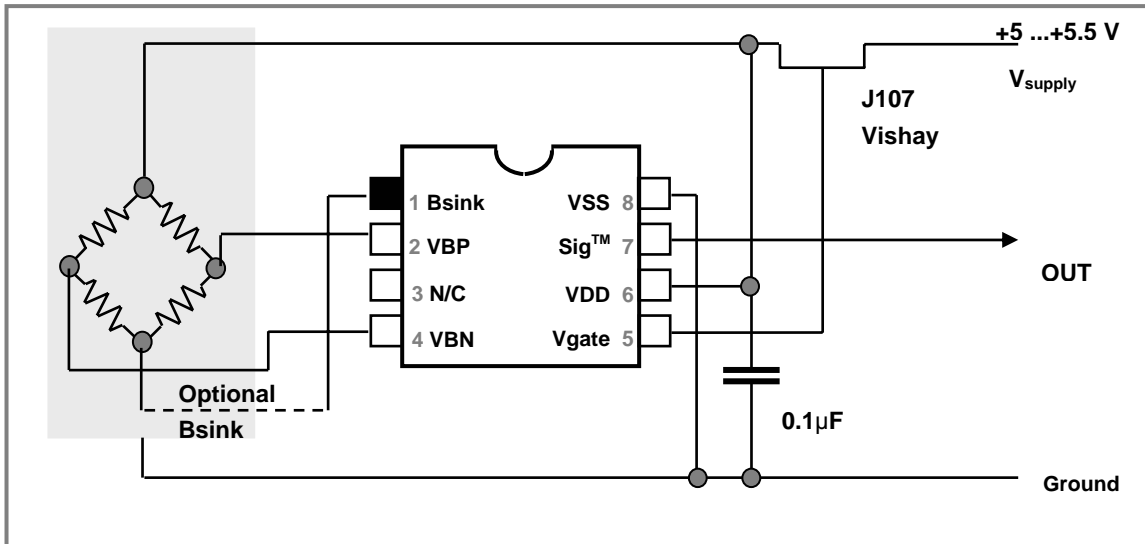 +5 ...+5.5 V
Vsupply
J107
Vishay
1 Bsink
VSS 8
2 VBP
Sig™ 7
3 N/C
VDD 6
4 VBN
Vgate 5
OUT
Optional
Bsink
0.1µF
Ground